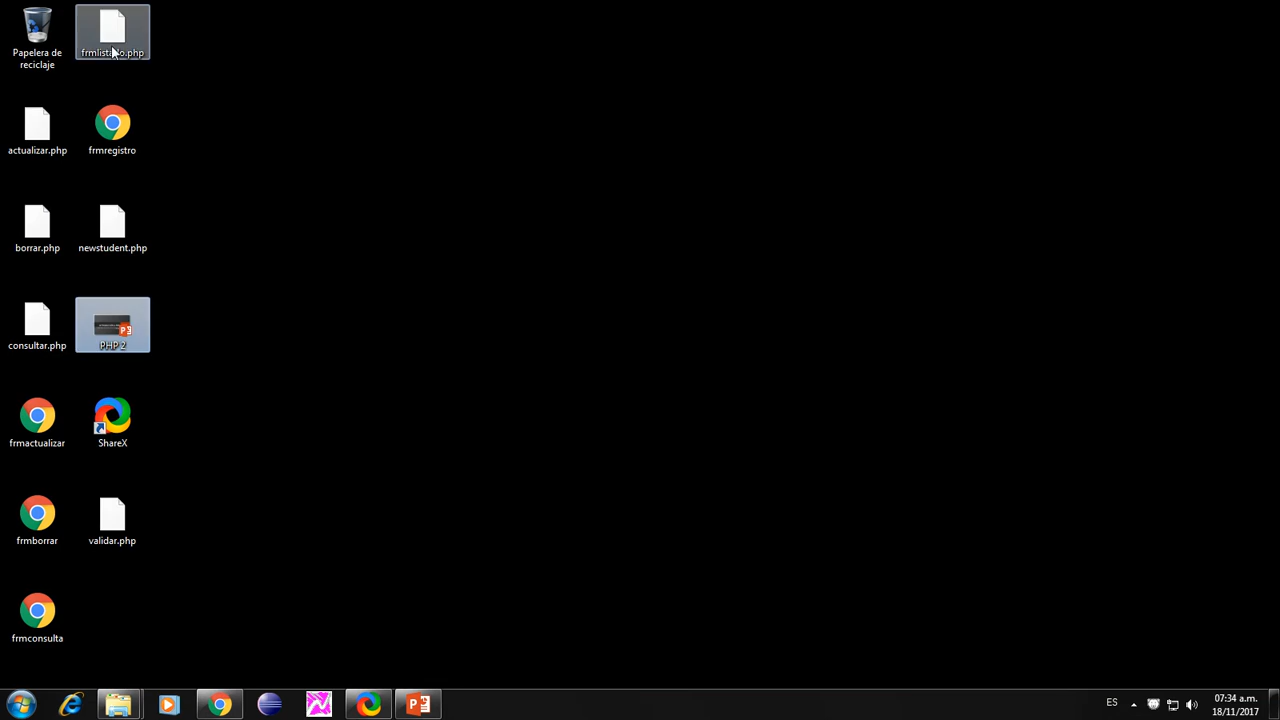 Papelera de
reciclaje
frmlistado.php
actualizar.php
frmregistro
borrar.php
newstudent.php
consultar.php
PHP 2
frmactualizar
ShareX
frmborrar
validar.php
frmconsulta
ES
07:34 a.m.
18/11/2017